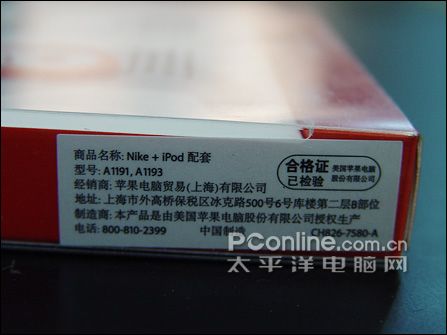 商品名称: Nike + iPod 配套
型号: A1191, A1193
经销商: 苹果电脑贸易(上海)有限公司
地址: 上海市外高桥保税区冰克路500号6号库楼第二层B部位
制造商: 本产品是由美国苹果电脑股份有限公司授权生产
电话: 800-810-2399 中国制造
CH826-7580-A
合格证
已检验
美国苹果电脑
股份有限公司
PConline.com.cn
太平洋电脑网